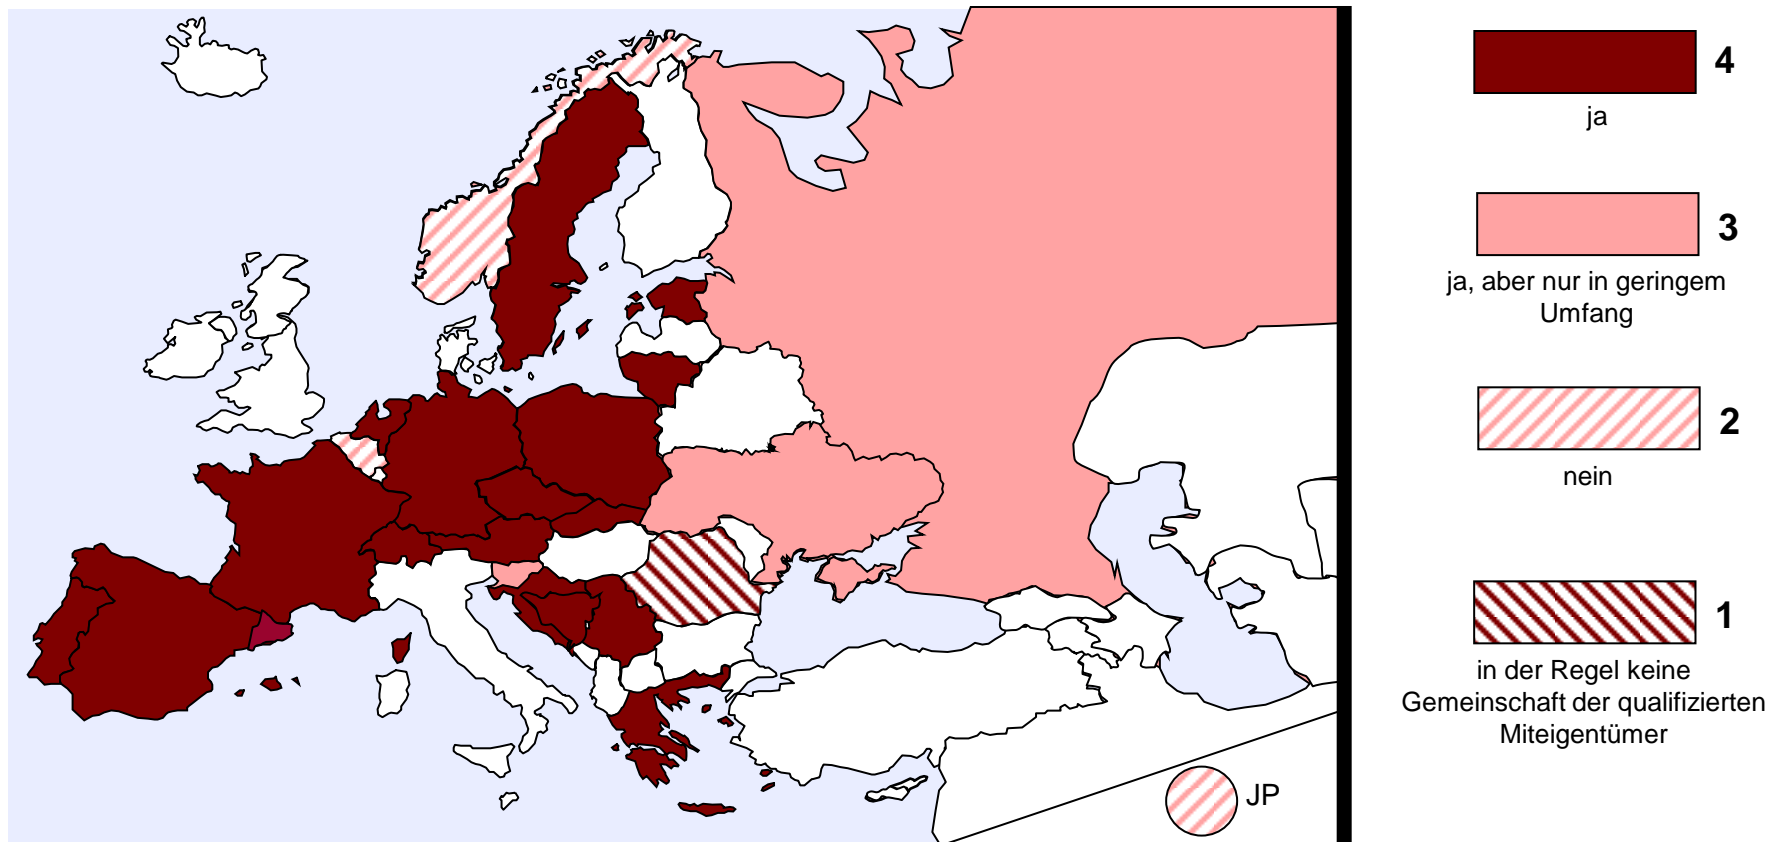 4
ja
3
ja, aber nur in geringem
Umfang
2
nein
1
in der Regel keine
Gemeinschaft der qualifizierten
Miteigentümer
JP